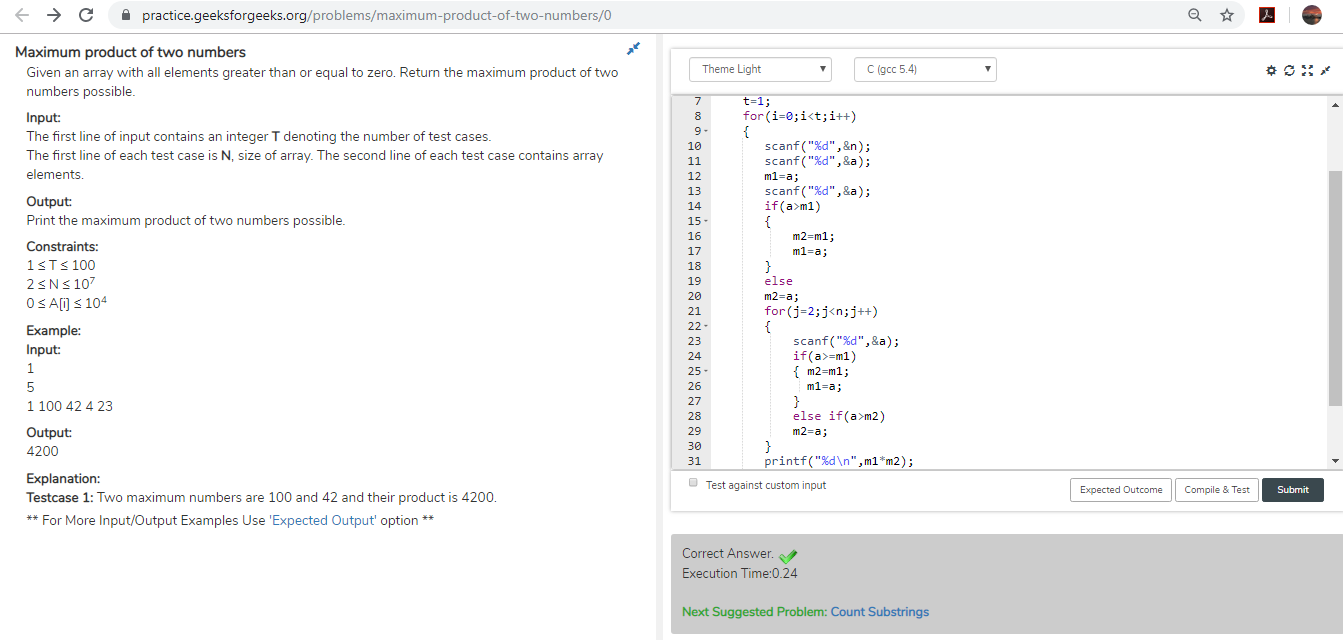 practice.geeksforgeeks.org/problems/maximum-product-of-two-numbers/0
Maximum product of two numbers
Given an array with all elements greater than or equal to zero. Return the maximum product of two
numbers possible.
Input:
The first line of input contains an integer T denoting the number of test cases.
The first line of each test case is N, size of array. The second line of each test case contains array
elements.
Output:
Print the maximum product of two numbers possible.
Constraints:
1 ≤ T ≤ 100
2 ≤ N ≤ 10⁷
0 ≤ A[i] ≤ 10⁴
Example:
Input:
1
5
1 100 42 4 23
Output:
4200
Explanation:
Testcase 1: Two maximum numbers are 100 and 42 and their product is 4200.
** For More Input/Output Examples Use 'Expected Output' option **
Theme Light
C (gcc 5.4)
7 t=1;
8 for(i=0;i<t;i++)
9 {
10 scanf("%d",&n);
11 scanf("%d",&a);
12 m1=a;
13 scanf("%d",&a);
14 if(a>m1)
15 {
16 m2=m1;
17 m1=a;
18 }
19 else
20 m2=a;
21 for(j=2;j<n;j++)
22 {
23 scanf("%d",&a);
24 if(a>=m1)
25 { m2=m1;
26 m1=a;
27 }
28 else if(a>m2)
29 m2=a;
30 }
31 printf("%d\n",m1*m2);
Test against custom input
Expected Outcome
Compile & Test
Submit
Correct Answer.
Execution Time:0.24
Next Suggested Problem: Count Substrings